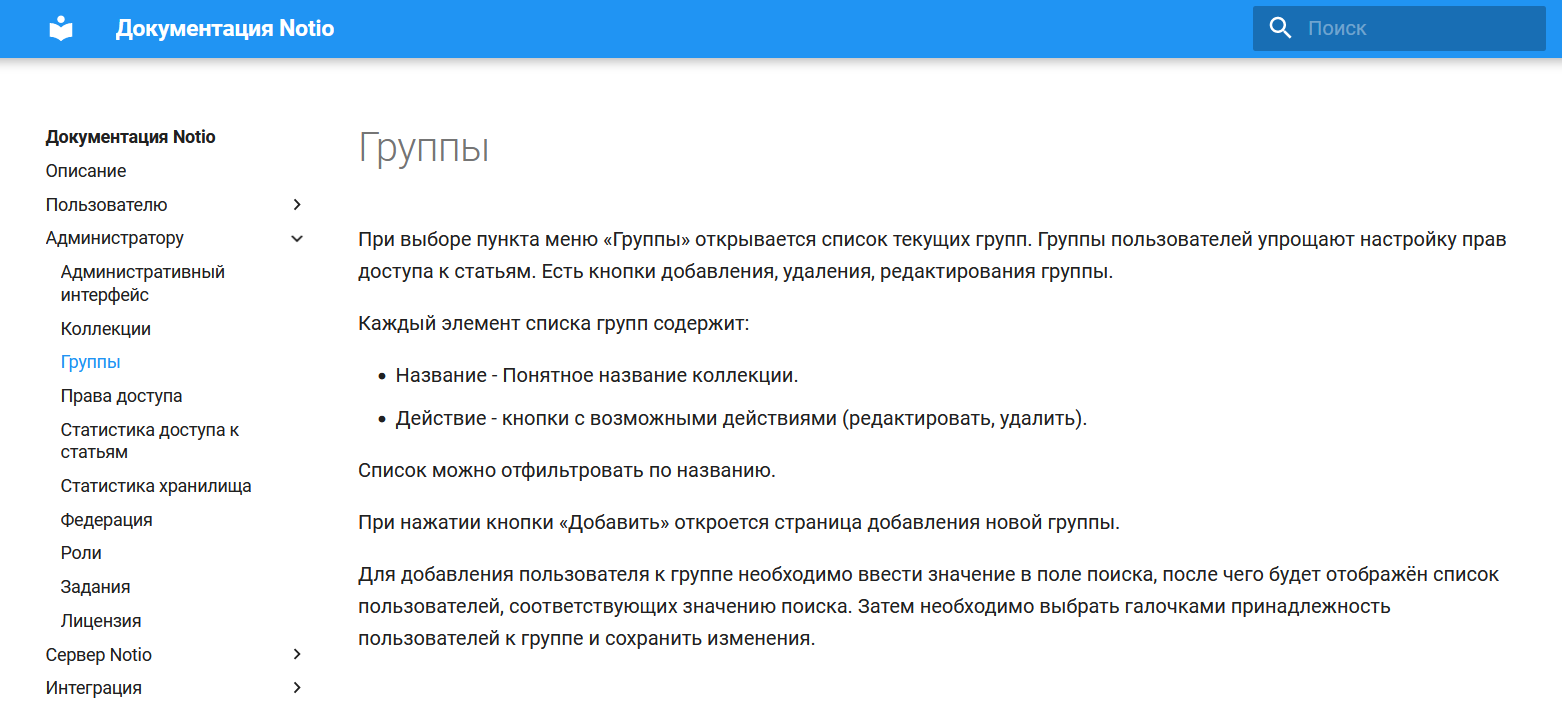 Документация Notio
Поиск
Документация Notio
Описание
Пользователю
Администратору
Административный
интерфейс
Коллекции
Группы
Права доступа
Статистика доступа к
статьям
Статистика хранилища
Федерация
Роли
Задания
Лицензия
Сервер Notio
Интеграция
Группы
При выборе пункта меню «Группы» открывается список текущих групп. Группы пользователей упрощают настройку прав
доступа к статьям. Есть кнопки добавления, удаления, редактирования группы.
Каждый элемент списка групп содержит:
• Название - Понятное название коллекции.
• Действие - кнопки с возможными действиями (редактировать, удалить).
Список можно отфильтровать по названию.
При нажатии кнопки «Добавить» откроется страница добавления новой группы.
Для добавления пользователя к группе необходимо ввести значение в поле поиска, после чего будет отображён список
пользователей, соответствующих значению поиска. Затем необходимо выбрать галочками принадлежность
пользователей к группе и сохранить изменения.